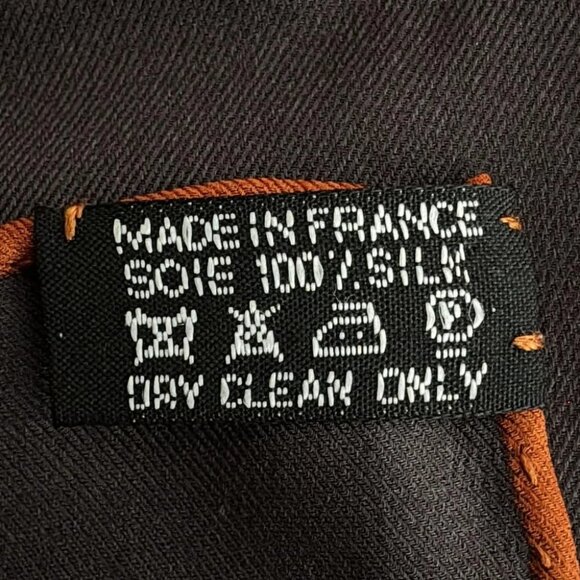 MADE IN FRANCE
SOIE 100% SILK
P
DRY CLEAN ONLY